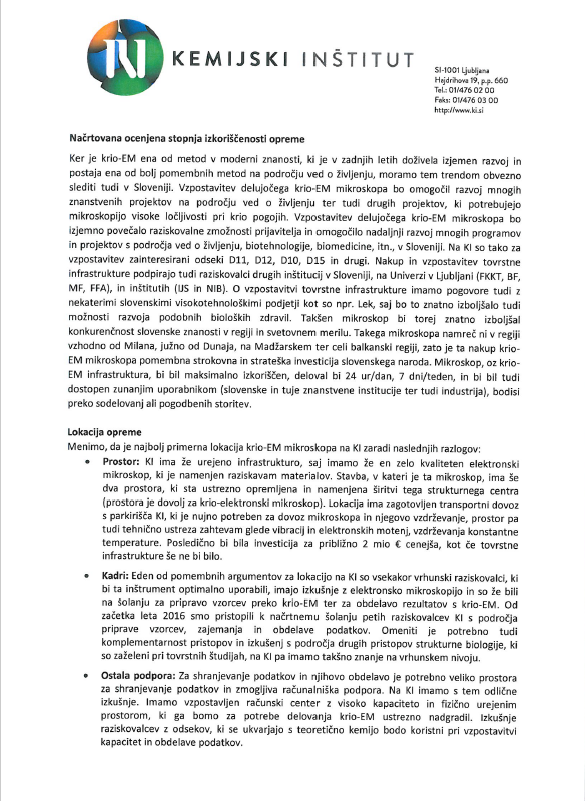 KEMIJSKI INŠTITUT
SI-1001 Ljubljana
Hajdrihova 19, p.p. 660
Tel.: 01/476 02 00
Faks: 01/476 03 00
http://www.ki.si
Načrtovana ocenjena stopnja izkoriščenosti opreme
Ker je krio-EM ena od metod v moderni znanosti, ki je v zadnjih letih doživela izjemen razvoj in
postaja ena od bolj pomembnih metod na področju ved o življenju, moramo tem trendom obvezno
slediti tudi v Sloveniji. Vzpostavitev delujočega krio-EM mikroskopa bo omogočil razvoj mnogih
znanstvenih projektov na področju ved o življenju ter tudi drugih projektov, ki potrebujejo
mikroskopijo visoke ločljivosti pri krio pogojih. Vzpostavitev delujočega krio-EM mikroskopa bo
izjemno povečalo raziskovalne zmožnosti prijavitelja in omogočilo nadaljnji razvoj mnogih programov
in projektov s področja ved o življenju, biotehnologije, biomedicine, itn., v Sloveniji. Na KI so tako za
vzpostavitev zainteresirani odseki D11, D12, D10, D15 in drugi. Nakup in vzpostavitev tovrstne
infrastrukture podpirajo tudi raziskovalci drugih institucij v Sloveniji, na Univerzi v Ljubljani (FKKT, BF,
MF, FFA), in inštitutih (IJS in NIB). O vzpostavitvi tovrstne infrastrukture imamo pogovore tudi z
nekaterimi slovenskimi visokotehnološkimi podjetji kot so npr. Lek, saj bo to znatno izboljšalo tudi
možnosti razvoja podobnih bioloških zdravil. Takšen mikroskop bi torej znatno izboljšal
konkurenčnost slovenske znanosti v regiji in svetovnem merilu. Takega mikroskopa namreč ni v regiji
vzhodno od Milana, južno od Dunaja, na Madžarskem ter celi balkanski regiji, zato je ta nakup krio-
EM mikroskopa pomembna strokovna in strateška investicija slovenskega naroda. Mikroskop, oz krio-
EM infrastruktura, bi bil maksimalno izkoriščen, deloval bi 24 ur/dan, 7 dni/teden, in bi bil tudi
dostopen zunanjim uporabnikom (slovenske in tuje znanstvene institucije ter tudi industrija), bodisi
preko sodelovanj ali pogodbenih storitev.
Lokacija opreme
Menimo, da je najbolj primerna lokacija krio-EM mikroskopa na KI zaradi naslednjih razlogov:
• Prostor: KI ima že urejeno infrastrukturo, saj imamo že en zelo kvaliteten elektronski
mikroskop, ki je namenjen raziskavam materialov. Stavba, v kateri je ta mikroskop, ima še
dva prostora, ki sta ustrezno opremljena in namenjena širitvi tega strukturnega centra
(prostora je dovolj za krio-elektronski mikroskop). Lokacija ima zagotovljen transportni dovoz
s parkirišča KI, ki je nujno potreben za dovoz mikroskopa in njegovo vzdrževanje, prostor pa
tudi tehnično ustreza zahtevam glede vibracij in elektronskih motenj, vzdrževanja konstantne
temperature. Posledično bi bila investicija za približno 2 mio € cenejša, kot če tovrstne
infrastrukture še ne bi bilo.
• Kadri: Eden od pomembnih argumentov za lokacijo na KI so vsekakor vrhunski raziskovalci, ki
bi ta inštrument optimalno uporabili, imajo izkušnje z elektronsko mikroskopijo in so že bili
na šolanju za pripravo vzorcev preko krio-EM ter za obdelavo rezultatov s krio-EM. Od
začetka leta 2016 smo pristopili k načrtnemu šolanju petih raziskovalcev KI s področja
priprave vzorcev, zajemanja in obdelave podatkov. Omeniti je potrebno tudi
komplementarnost pristopov in izkušenj s področja drugih pristopov strukturne biologije, ki
so zaželeni pri tovrstnih študijah, na KI pa imamo takšno znanje na vrhunskem nivoju.
• Ostala podpora: Za shranjevanje podatkov in njihovo obdelavo je potrebno veliko prostora
za shranjevanje podatkov in zmogljiva računalniška podpora. Na KI imamo s tem odlične
izkušnje. Imamo vzpostavljen računski center z visoko kapaciteto in fizično urejenim
prostorom, ki ga bomo za potrebe delovanja krio-EM ustrezno nadgradil. Izkušnje
raziskovalcev z odsekov, ki se ukvarjajo s teoretično kemijo bodo koristni pri vzpostavitvi
kapacitet in obdelave podatkov.